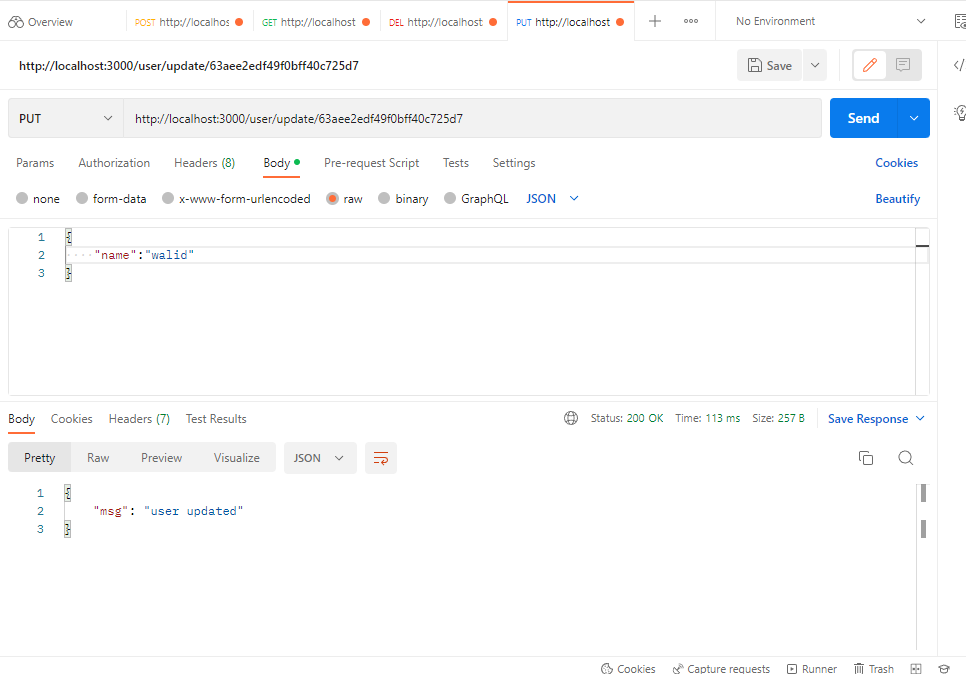 Overview
POST http://localhos
GET http://localhost
DEL http://localhost
PUT http://localhost
No Environment
http://localhost:3000/user/update/63aee2edf49f0bff40c725d7
Save
PUT
http://localhost:3000/user/update/63aee2edf49f0bff40c725d7
Send
Params Authorization Headers (8) Body Pre-request Script Tests Settings Cookies
none form-data x-www-form-urlencoded raw binary GraphQL JSON Beautify
1 {
2 "name":"walid"
3 }
Body Cookies Headers (7) Test Results Status: 200 OK Time: 113 ms Size: 257 B Save Response
Pretty Raw Preview Visualize JSON
1 {
2 "msg": "user updated"
3 }
Cookies Capture requests Runner Trash